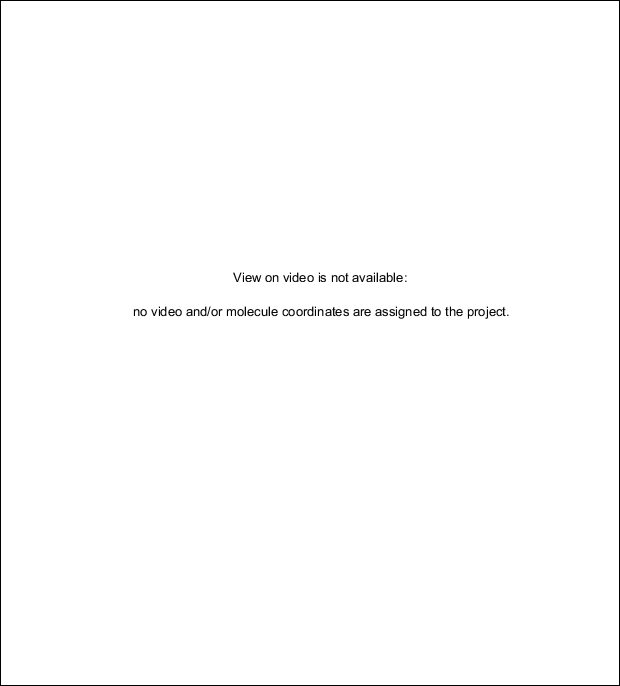 View on video is not available:
no video and/or molecule coordinates are assigned to the project.